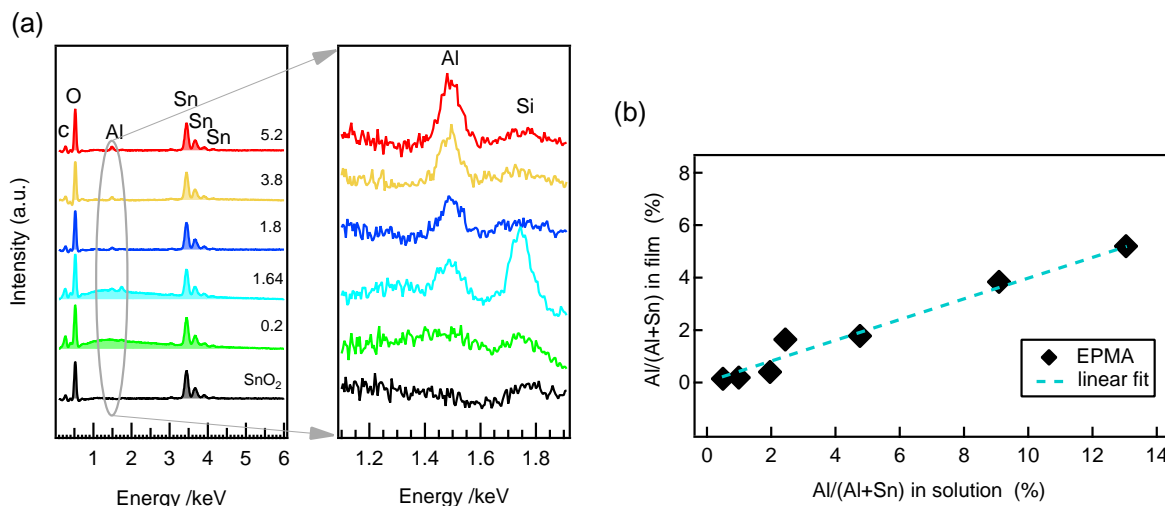 (a)
O
c
Al
Sn
Sn
Sn
5.2
3.8
1.8
1.64
0.2
SnO2
Intensity (a.u.)
1 2 3 4 5 6
Energy /keV
Al
Si
1.2 1.4 1.6 1.8
Energy /keV
(b)
Al/(Al+Sn) in film (%)
8
6
4
2
0
EPMA
linear fit
0 2 4 6 8 10 12 14
Al/(Al+Sn) in solution (%)